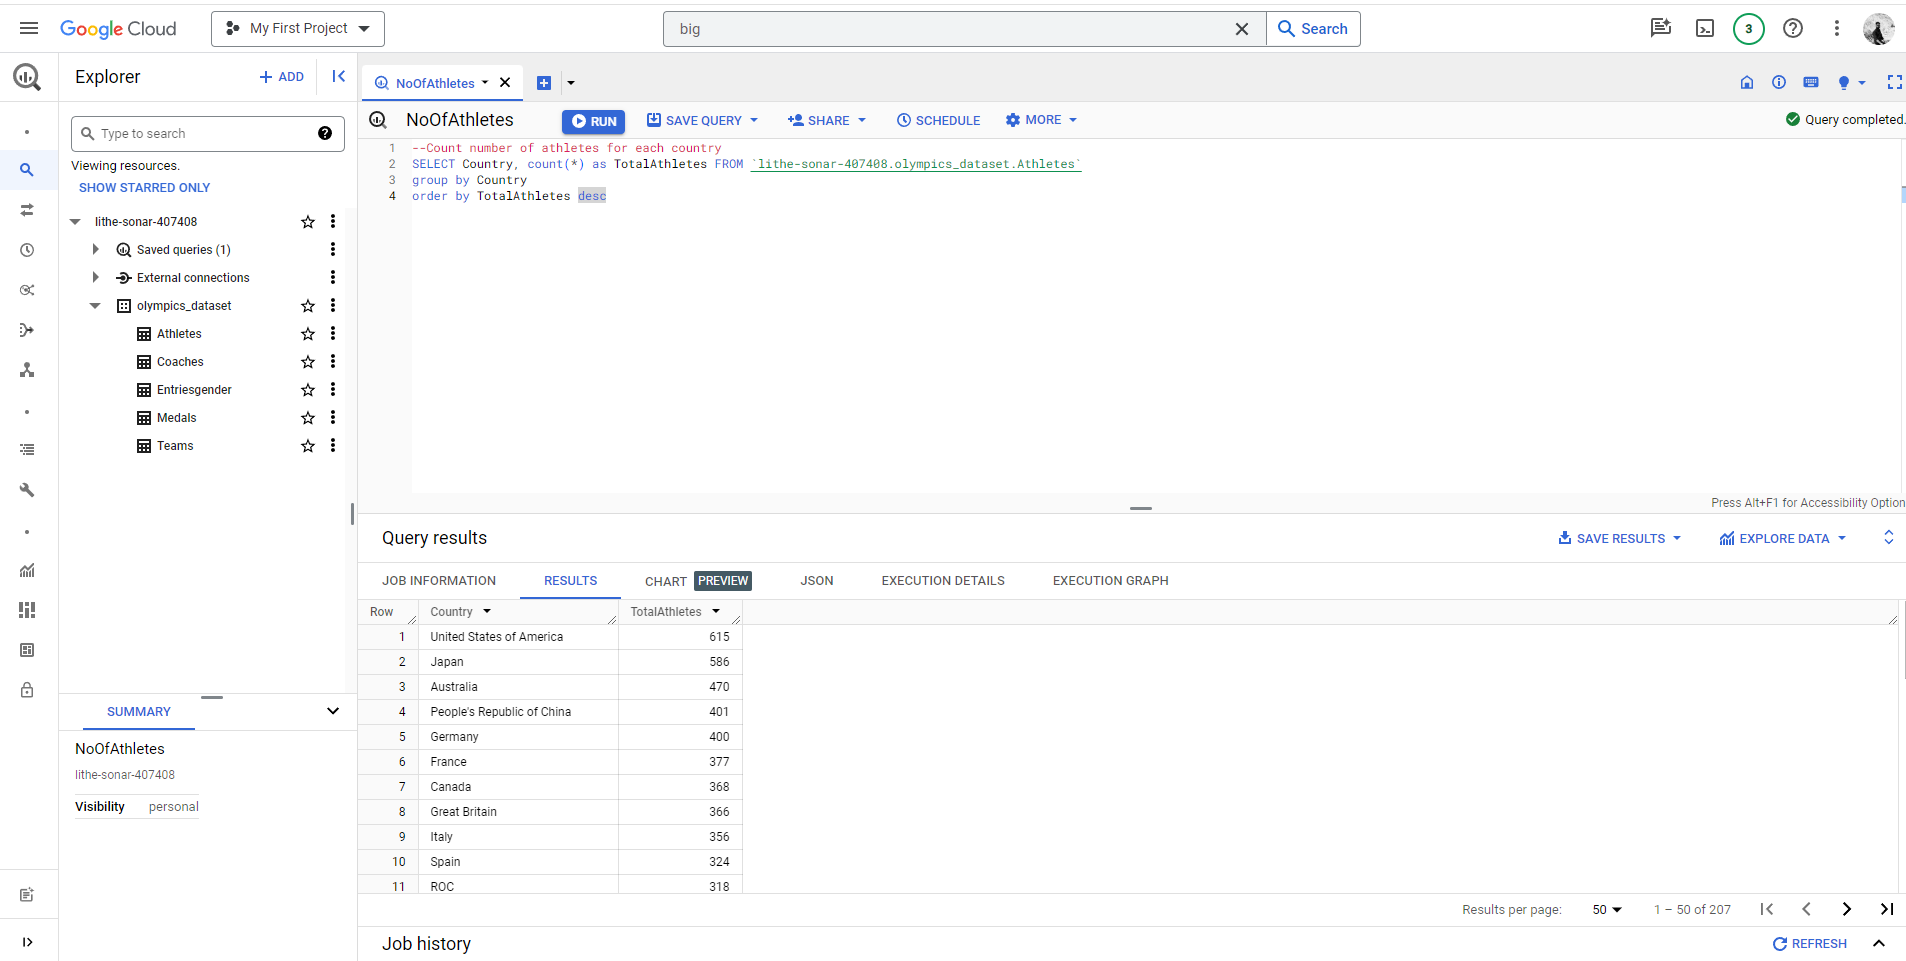 Google Cloud
My First Project
big
Search
3
Explorer
+ ADD
Type to search
Viewing resources.
SHOW STARRED ONLY
lithe-sonar-407408
Saved queries (1)
External connections
olympics_dataset
Athletes
Coaches
Entriesgender
Medals
Teams
SUMMARY
NoOfAthletes
lithe-sonar-407408
Visibility personal
NoOfAthletes
NoOfAthletes
RUN
SAVE QUERY
SHARE
SCHEDULE
MORE
Query completed.
1 --Count number of athletes for each country
2 SELECT Country, count(*) as TotalAthletes FROM `lithe-sonar-407408.olympics_dataset.Athletes`
3 group by Country
4 order by TotalAthletes desc
Press Alt+F1 for Accessibility Option
Query results
SAVE RESULTS
EXPLORE DATA
JOB INFORMATION
RESULTS
CHART PREVIEW
JSON
EXECUTION DETAILS
EXECUTION GRAPH
Row Country TotalAthletes
1 United States of America 615
2 Japan 586
3 Australia 470
4 People's Republic of China 401
5 Germany 400
6 France 377
7 Canada 368
8 Great Britain 366
9 Italy 356
10 Spain 324
11 ROC 318
Results per page: 50 1 – 50 of 207
Job history
REFRESH